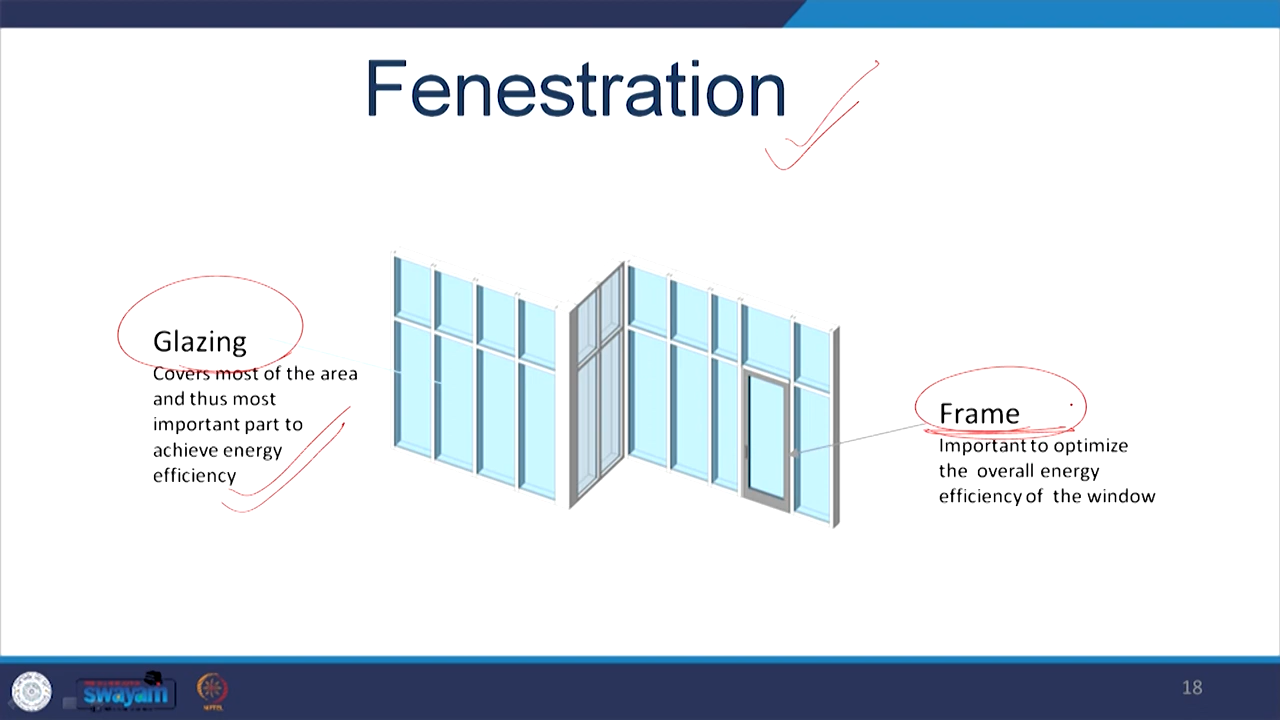 Fenestration
Glazing
Covers most of the area
and thus most
important part to
achieve energy
efficiency
Frame
Important to optimize
the overall energy
efficiency of the window
swayam
18